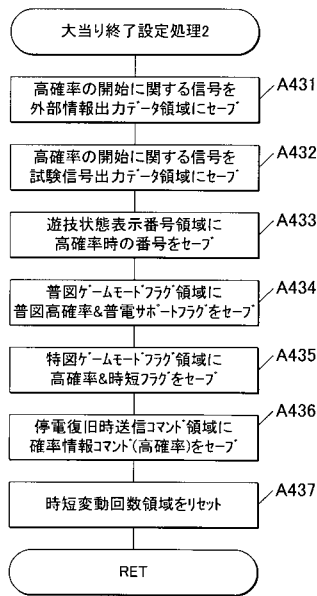 大当り終了設定処理2
高確率の開始に関する信号を
外部情報出力データ領域にセーブ
A431
高確率の開始に関する信号を
試験信号出力データ領域にセーブ
A432
遊技状態表示番号領域に
高確率時の番号をセーブ
A433
普図ゲームモードフラグ領域に
普図高確率&普電サポートフラグをセーブ
A434
特図ゲームモードフラグ領域に
高確率&時短フラグをセーブ
A435
停電復旧時送信コマンド領域に
確率情報コマンド(高確率)をセーブ
A436
時短変動回数領域をリセット
A437
RET